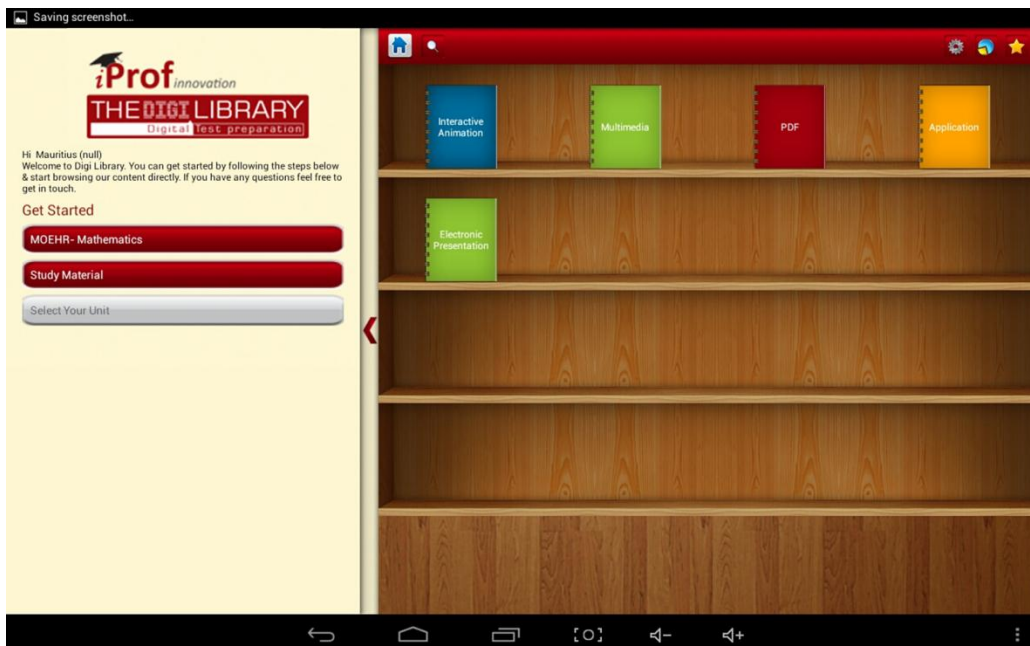 Saving screenshot...
iProf innovation
THE DIGI LIBRARY
Digital Test preparation
Hi Mauritius (null)
Welcome to Digi Library. You can get started by following the steps below
& start browsing our content directly. If you have any questions feel free to
get in touch.
Get Started
MOEHR- Mathematics
Study Material
Select Your Unit
Interactive
Animation
Multimedia
PDF
Application
Electronic
Presentation